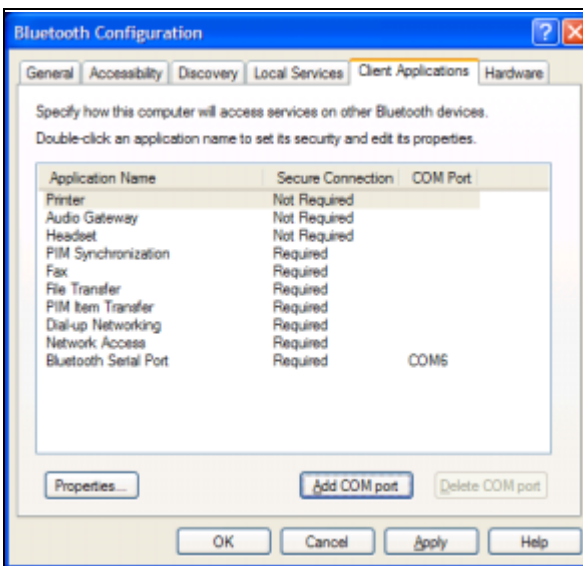 Bluetooth Configuration
General Accessibility Discovery Local Services Client Applications Hardware
Specify how this computer will access services on other Bluetooth devices.
Double-click an application name to set its security and edit its properties.
Application Name Secure Connection COM Port
Printer Not Required
Audio Gateway Not Required
Headset Not Required
PIM Synchronization Required
Fax Required
File Transfer Required
PIM Item Transfer Required
Dial-up Networking Required
Network Access Required
Bluetooth Serial Port Required COM6
Properties... Add COM port Delete COM port
OK Cancel Apply Help